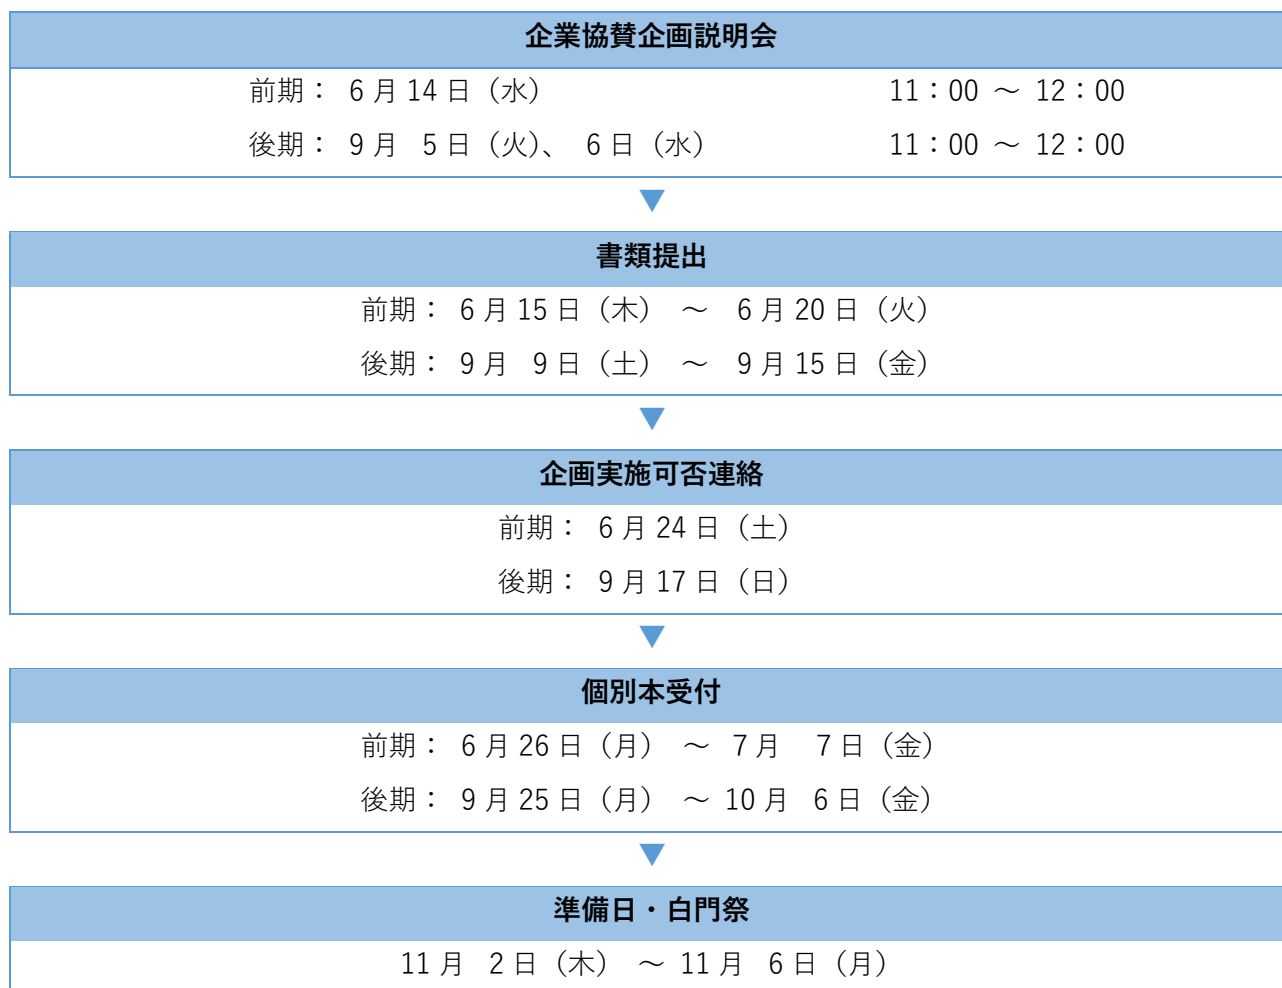 企業協賛企画説明会
前期： 6月14日（水） 11：00 ～ 12：00
後期： 9月 5日（火）、 6日（水） 11：00 ～ 12：00
▼
書類提出
前期： 6月15日（木） ～ 6月20日（火）
後期： 9月 9日（土） ～ 9月15日（金）
▼
企画実施可否連絡
前期： 6月24日（土）
後期： 9月17日（日）
▼
個別本受付
前期： 6月26日（月） ～ 7月 7日（金）
後期： 9月25日（月） ～ 10月 6日（金）
▼
準備日・白門祭
11月 2日（木） ～ 11月 6日（月）